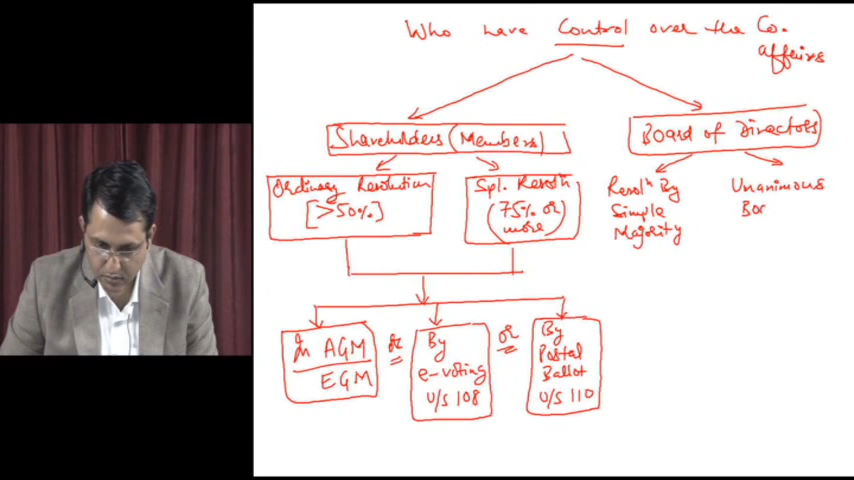 Who have Control over the Co.
affairs
Shareholders (Members)
Board of Directors
Ordinary Resolution
[>50%]
Spl. Resoln
(75% or
more)
Resoln By
Simple
Majority
Unanimous
Bo
In AGM
EGM
or
By
e-voting
U/S 108
or
By
Postal
Ballot
U/S 110